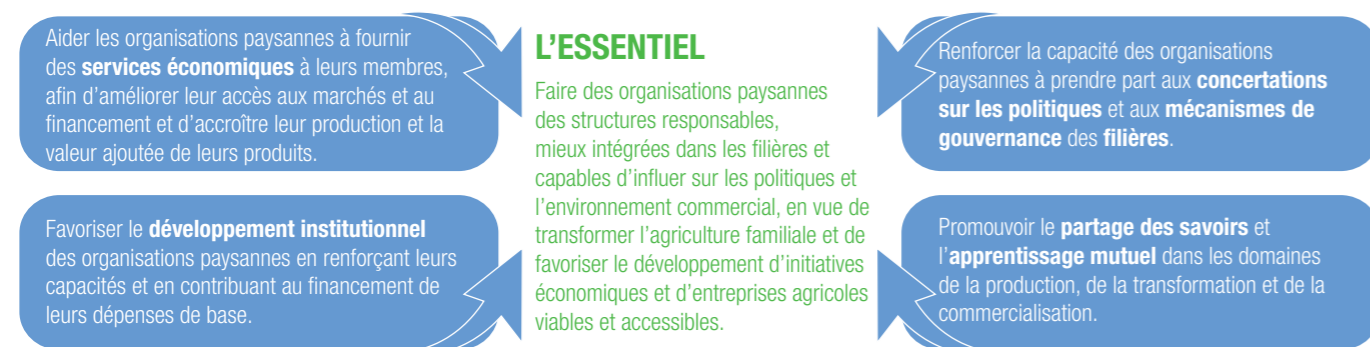 Aider les organisations paysannes à fournir
des services économiques à leurs membres,
afin d'améliorer leur accès aux marchés et au
financement et d'accroître leur production et la
valeur ajoutée de leurs produits.
Favoriser le développement institutionnel
des organisations paysannes en renforçant leurs
capacités et en contribuant au financement de
leurs dépenses de base.
L'ESSENTIEL
Faire des organisations paysannes
des structures responsables,
mieux intégrées dans les filières et
capables d'influer sur les politiques et
l'environnement commercial, en vue de
transformer l'agriculture familiale et de
favoriser le développement d'initiatives
économiques et d'entreprises agricoles
viables et accessibles.
Renforcer la capacité des organisations
paysannes à prendre part aux concertations
sur les politiques et aux mécanismes de
gouvernance des filières.
Promouvoir le partage des savoirs et
l'apprentissage mutuel dans les domaines
de la production, de la transformation et de la
commercialisation.